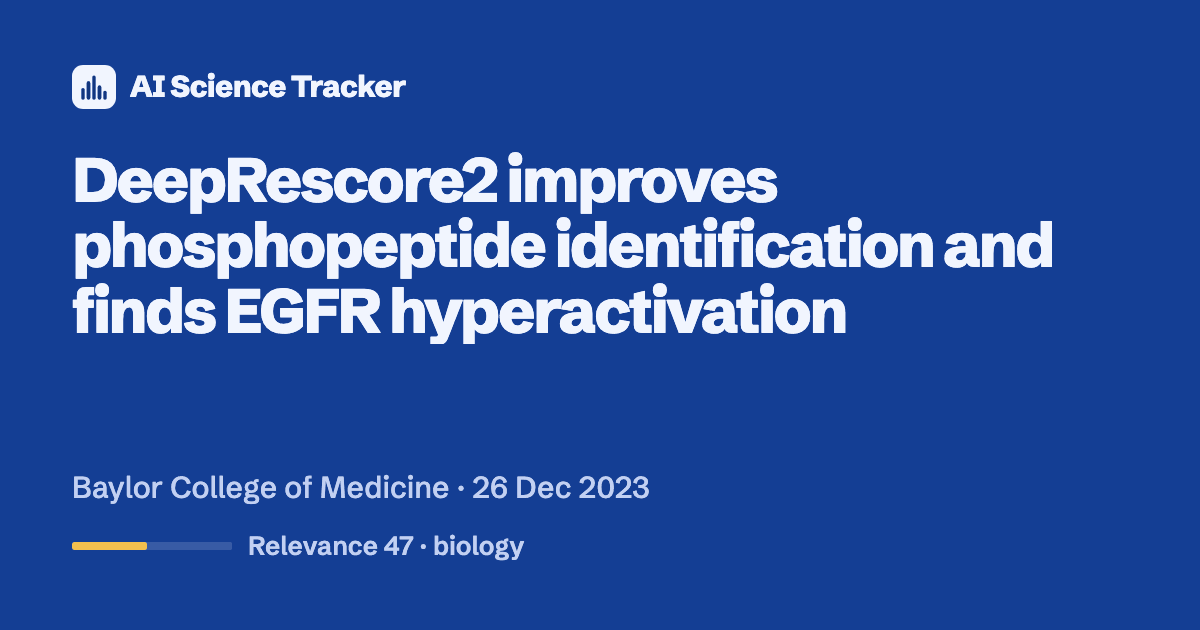 AI Science Tracker
DeepRescore2 improves
phosphopeptide identification and
finds EGFR hyperactivation
Baylor College of Medicine · 26 Dec 2023
Relevance 47 · biology